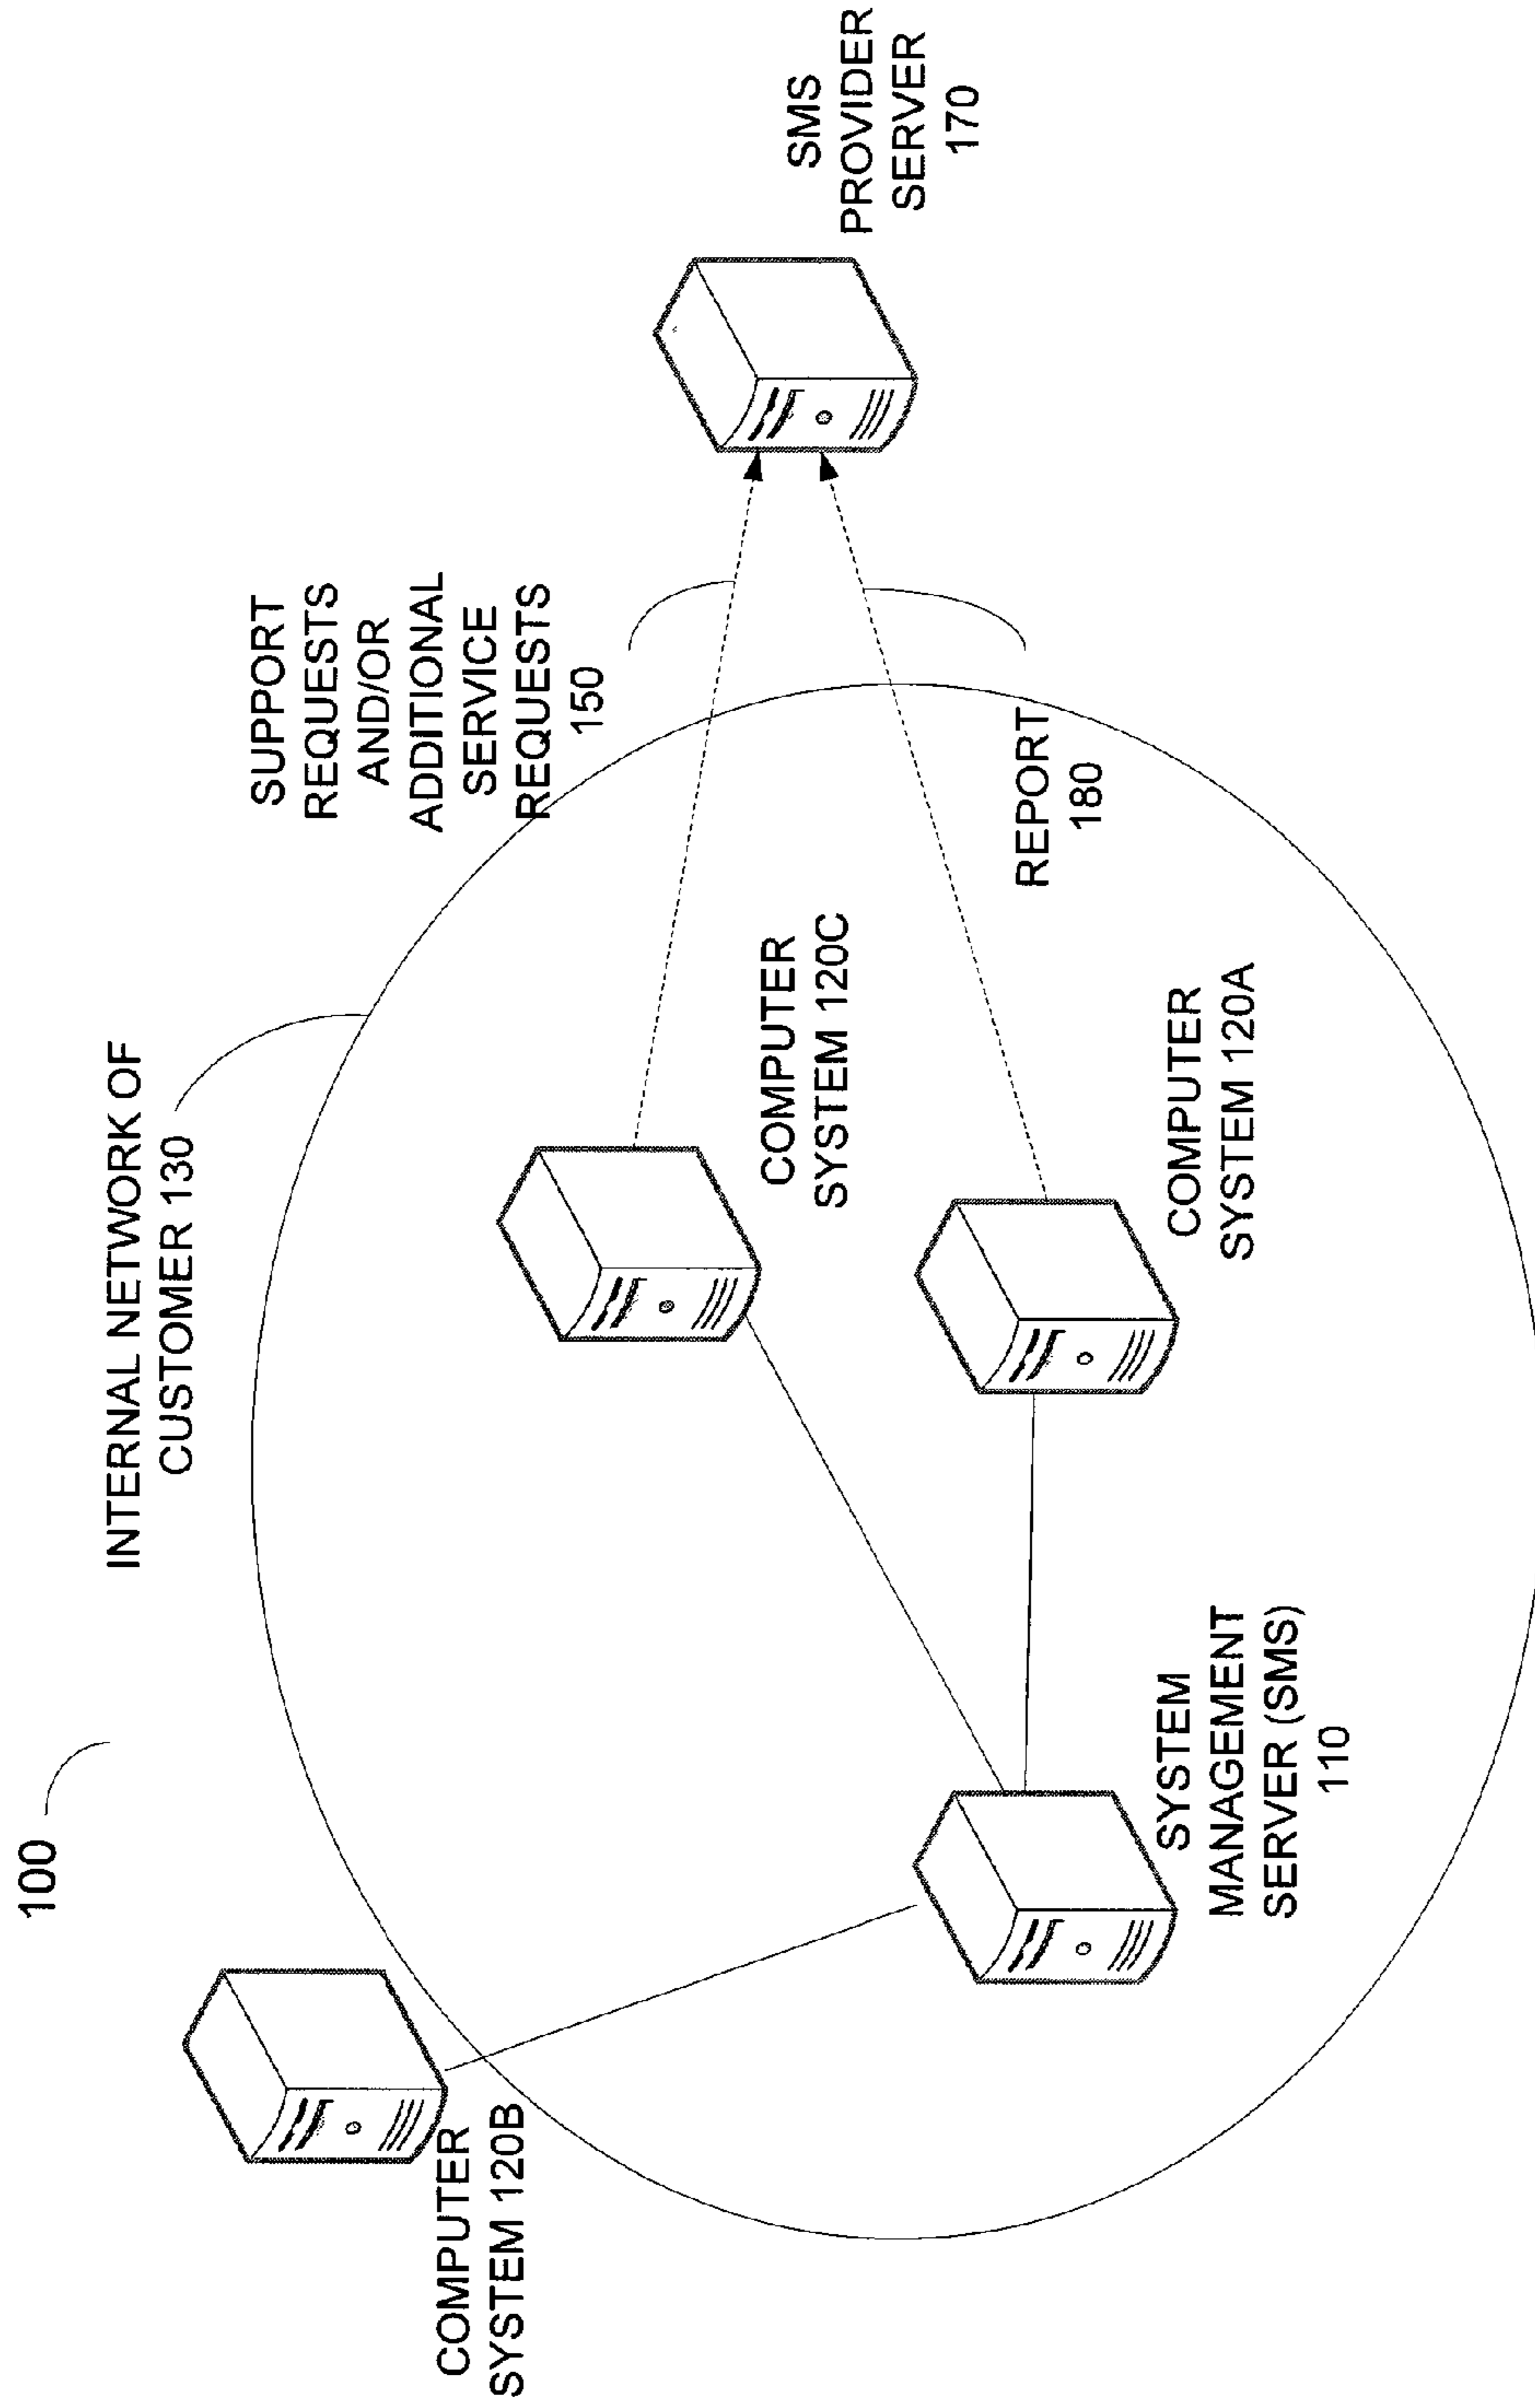 100
INTERNAL NETWORK OF
CUSTOMER 130
COMPUTER
SYSTEM 120B
SUPPORT
REQUESTS
AND/OR
ADDITIONAL
SERVICE
REQUESTS
150
SMS
PROVIDER
SERVER
170
COMPUTER
SYSTEM 120C
REPORT
180
COMPUTER
SYSTEM 120A
SYSTEM
MANAGEMENT
SERVER (SMS)
110